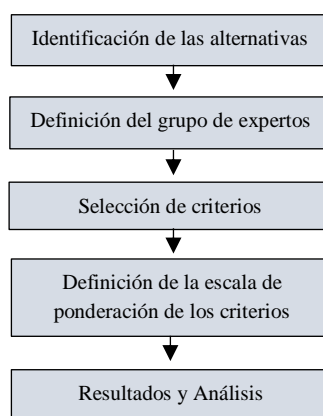 Identificación de las alternativas
Definición del grupo de expertos
Selección de criterios
Definición de la escala de
ponderación de los criterios
Resultados y Análisis